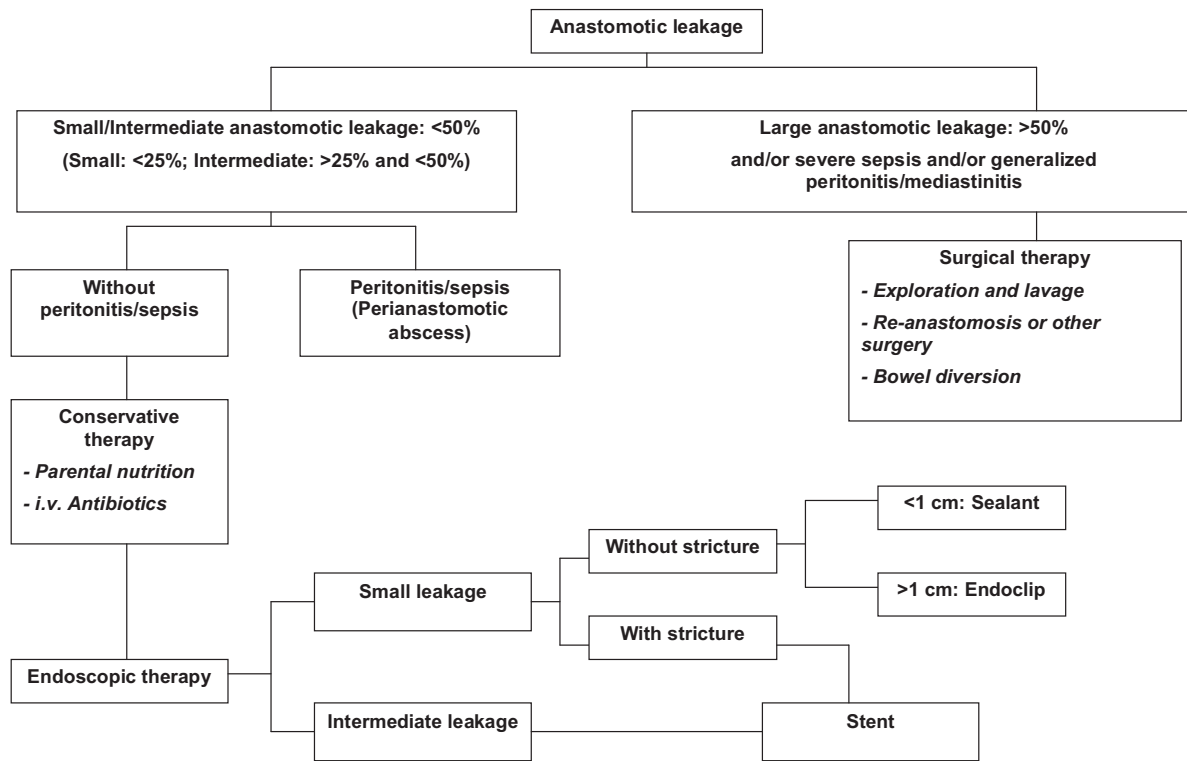 Anastomotic leakage
Small/Intermediate anastomotic leakage: <50%
(Small: <25%; Intermediate: >25% and <50%)
Large anastomotic leakage: >50%
and/or severe sepsis and/or generalized
peritonitis/mediastinitis
Without
peritonitis/sepsis
Peritonitis/sepsis
(Perianastomotic
abscess)
Surgical therapy
- Exploration and lavage
- Re-anastomosis or other
surgery
- Bowel diversion
Conservative
therapy
- Parental nutrition
- i.v. Antibiotics
<1 cm: Sealant
Without stricture
>1 cm: Endoclip
Small leakage
With stricture
Endoscopic therapy
Intermediate leakage
Stent